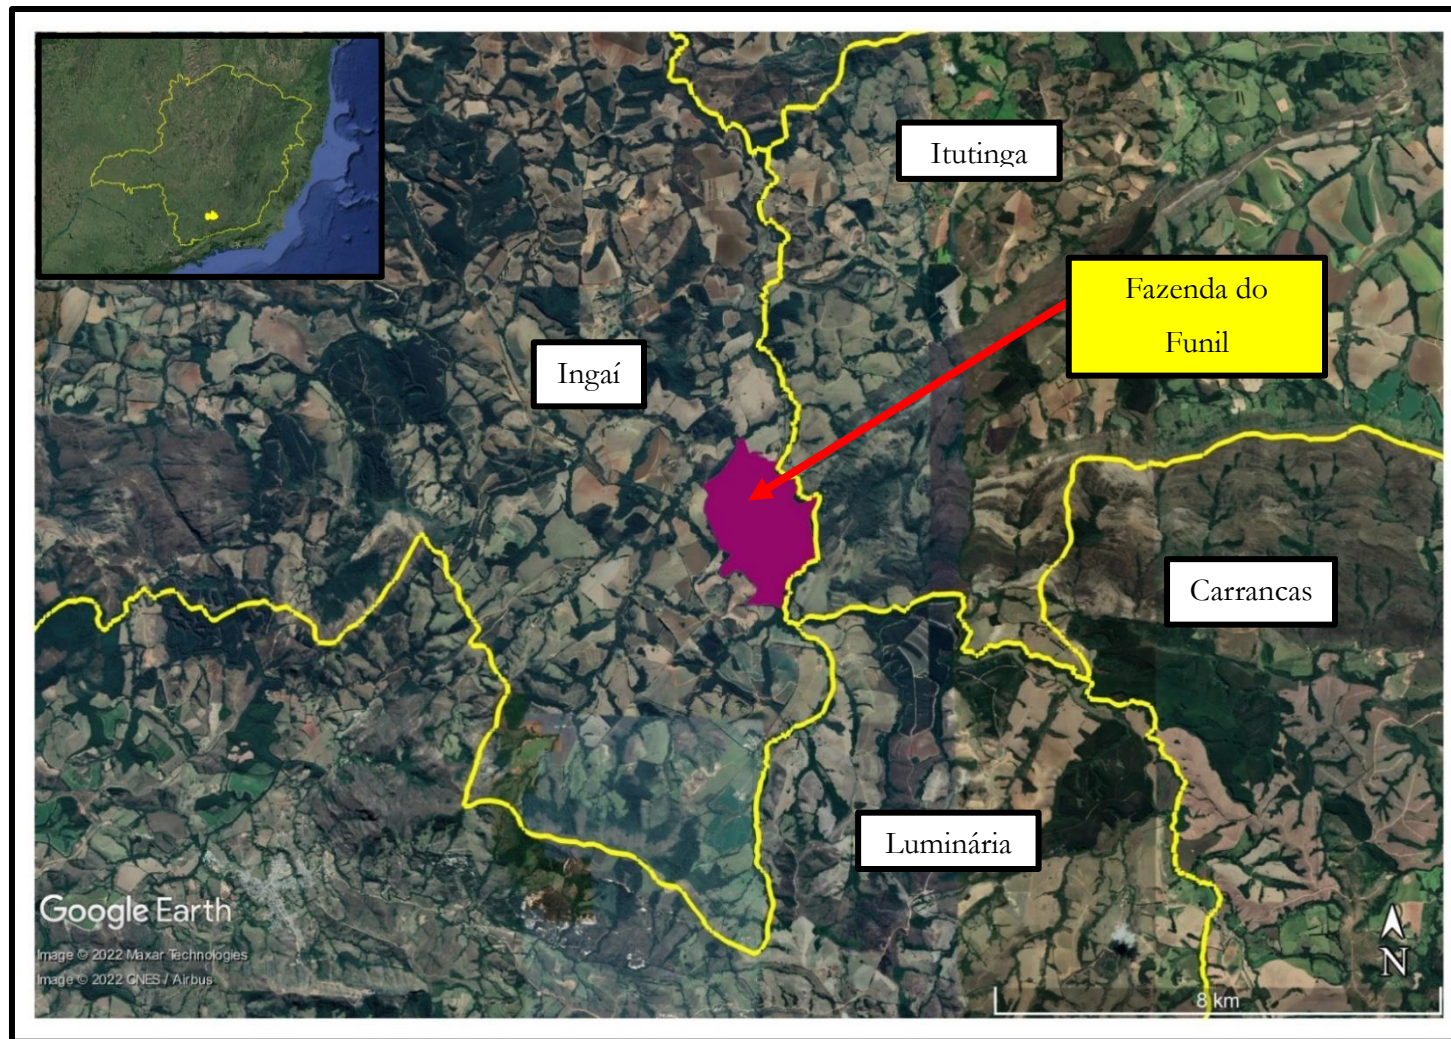 Itutinga
Fazenda do
Funil
Ingaí
Carrancas
Luminária
Google Earth
Image © 2022 Maxar Technologies
Image © 2022 CNES / Airbus
N
8 km